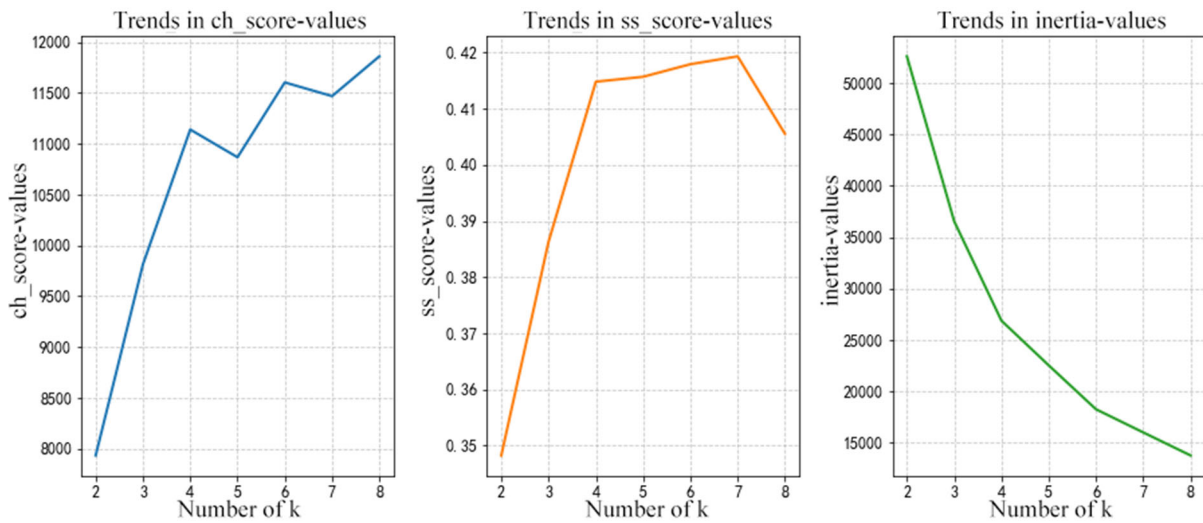 Trends in ch_score-values
12000
11500
11000
10500
10000
9500
9000
8500
8000
ch_score-values
2 3 4 5 6 7 8
Number of k
Trends in ss_score-values
0.42
0.41
0.40
0.39
0.38
0.37
0.36
0.35
ss_score-values
2 3 4 5 6 7 8
Number of k
Trends in inertia-values
50000
45000
40000
35000
30000
25000
20000
15000
inertia-values
2 3 4 5 6 7 8
Number of k